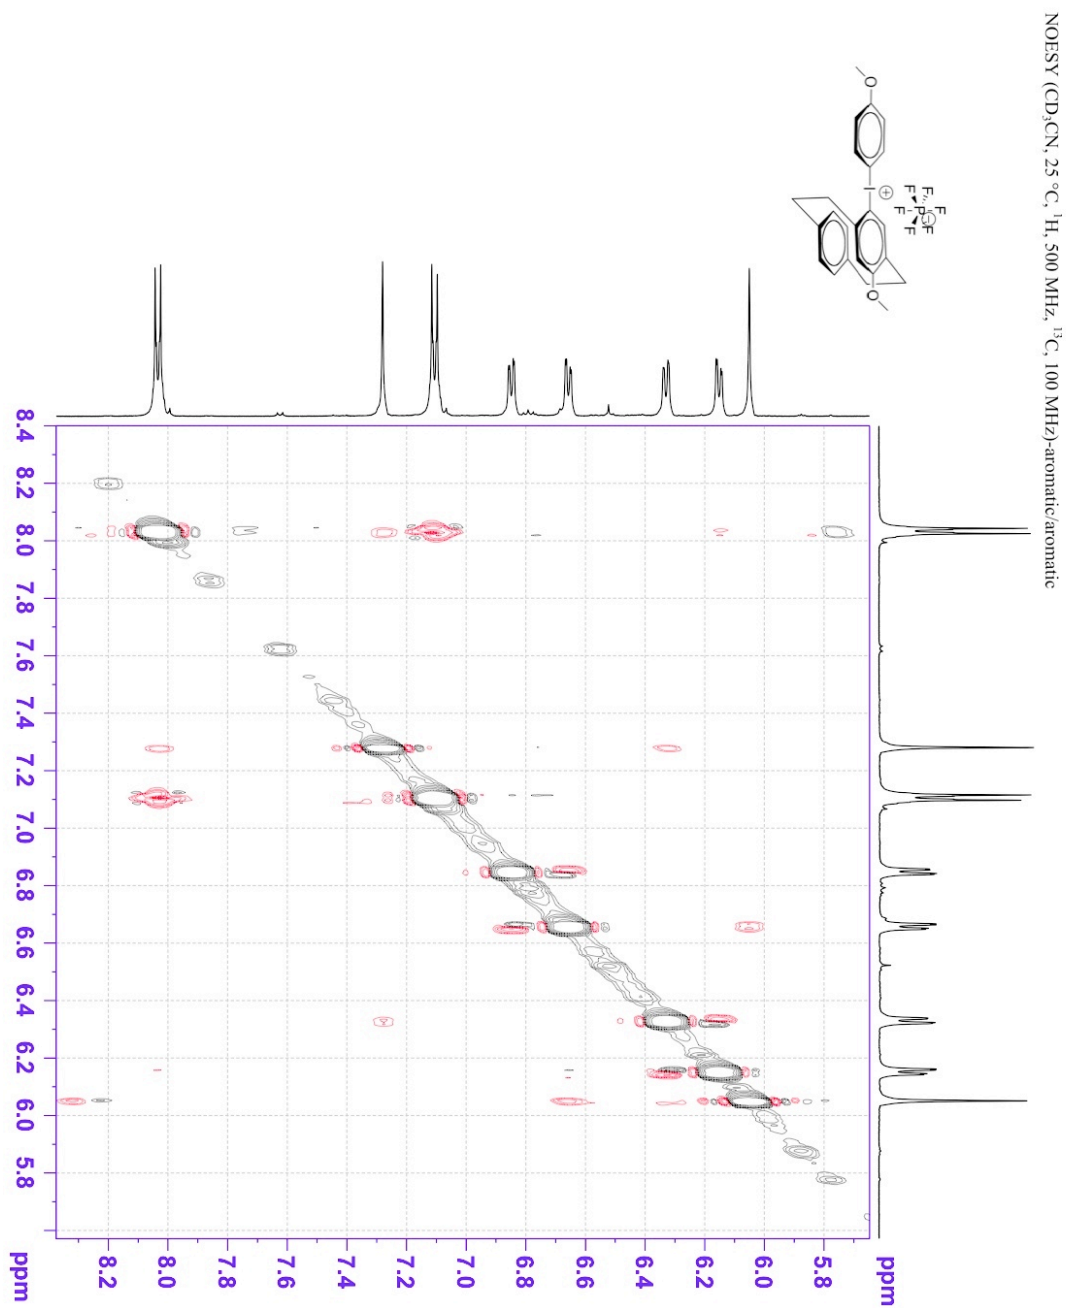 NOESY (CD₃CN, 25 °C, ¹H, 500 MHz, ¹³C, 100 MHz)-aromatic/aromatic
O
I
⊕
F
F
F
P
⊖
F
F
F
O
8.4
8.2
8.0
7.8
7.6
7.4
7.2
7.0
6.8
6.6
6.4
6.2
6.0
5.8
ppm
8.2
8.0
7.8
7.6
7.4
7.2
7.0
6.8
6.6
6.4
6.2
6.0
5.8
ppm